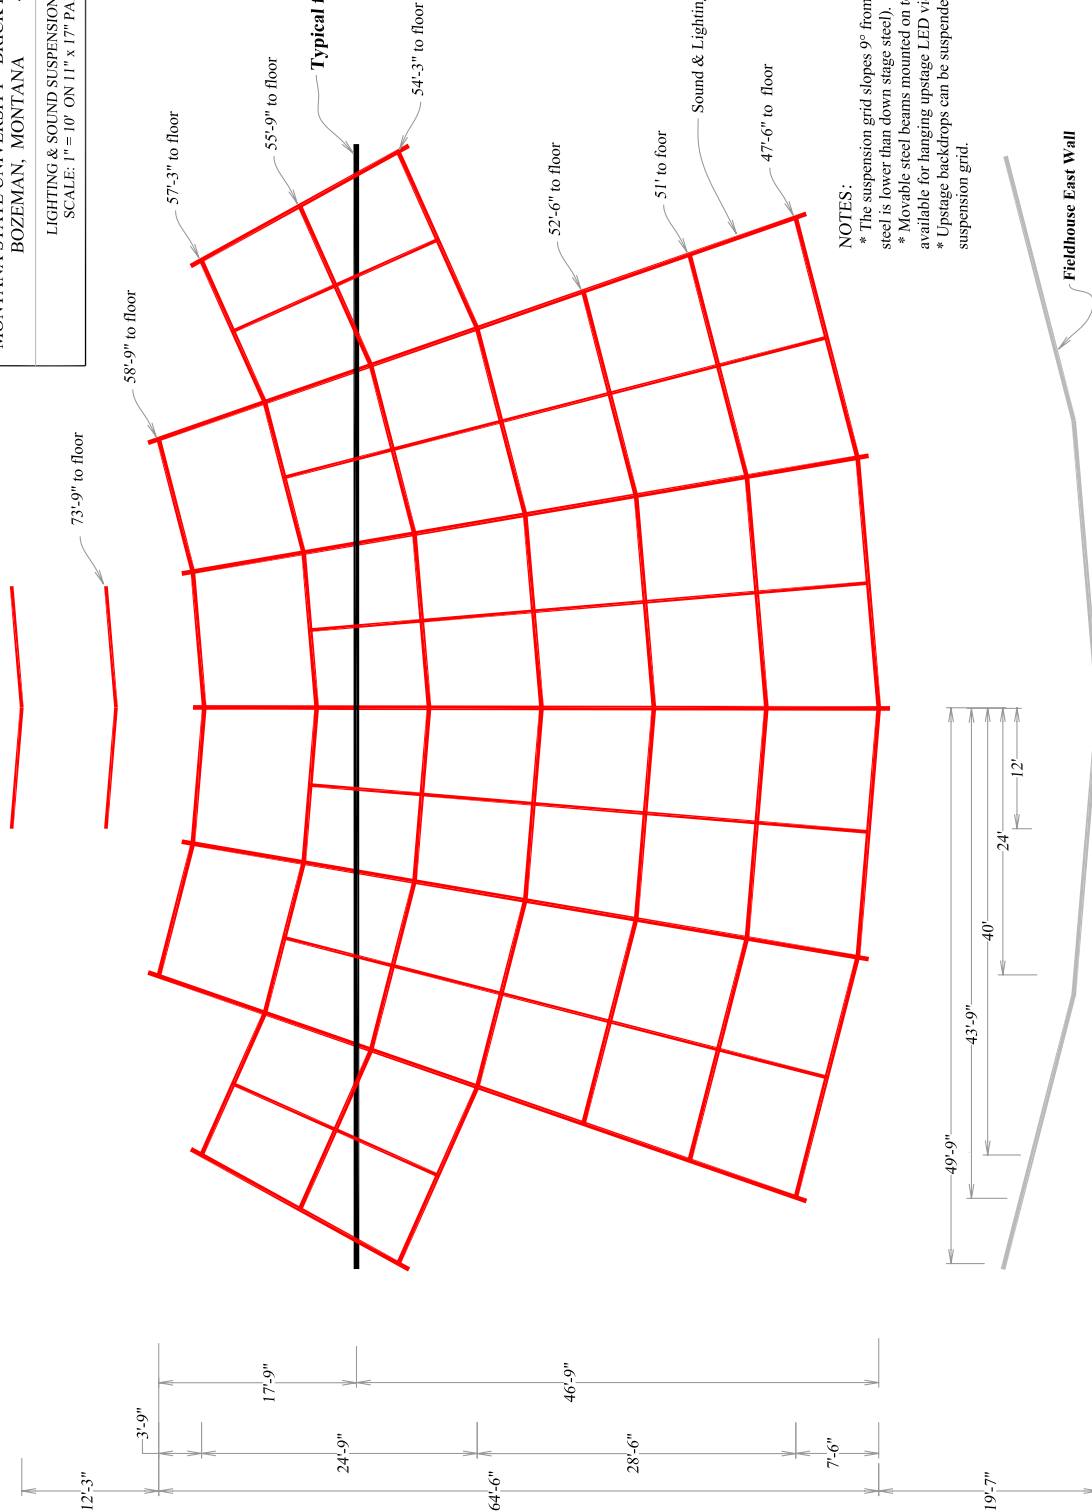 BOZEMAN, MONTANA
LIGHTING & SOUND SUSPENSION
SCALE: 1" = 10' ON 11" x 17"
73'-9" to floor
58'-9" to floor
57'-3" to floor
55'-9" to floor
Typical
54'-3" to floor
52'-6" to floor
51' to foor
Sound & Lighting
47'-6" to floor
NOTES:
* The suspension grid slopes 9° from
steel is lower than down stage steel).
* Movable steel beams mounted on
available for hanging upstage LED
* Upstage backdrops can be
suspension grid.
Fieldhouse East Wall
12'
24'
40'
43'-9"
49'-9"
17'-9"
46'-9"
3'-9"
24'-9"
28'-6"
7'-6"
12'-3"
64'-6"
19'-7"